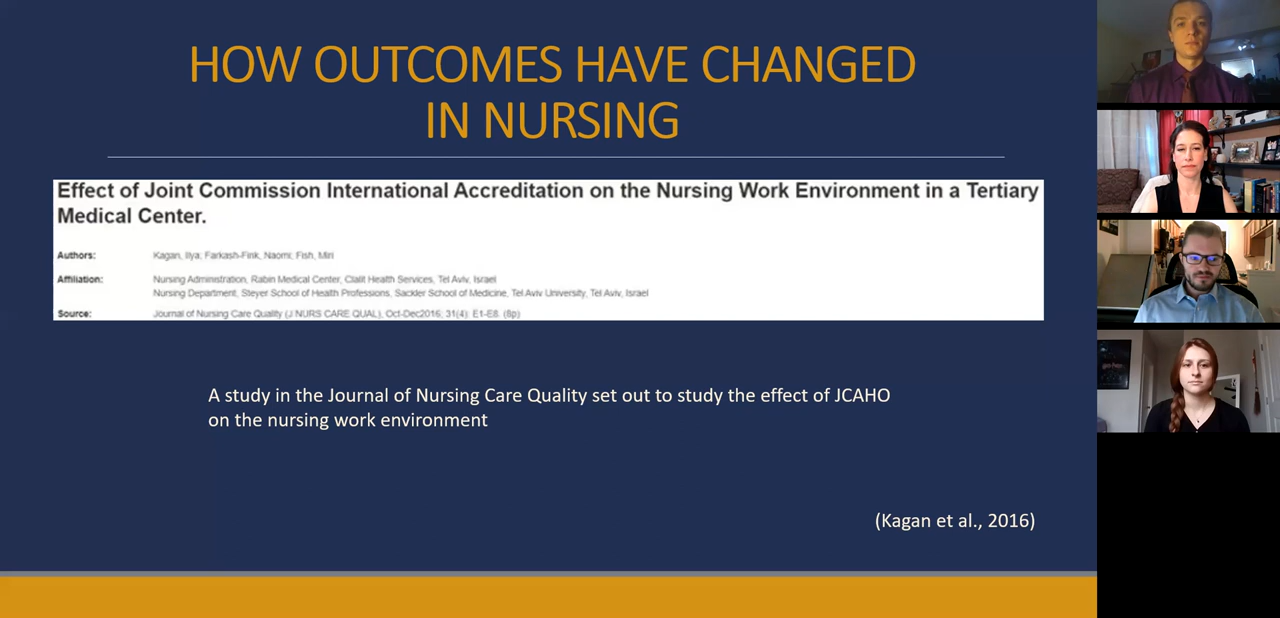 HOW OUTCOMES HAVE CHANGED
IN NURSING
Effect of Joint Commission International Accreditation on the Nursing Work Environment in a Tertiary
Medical Center.
Authors: Kagan, Ilya; Farkash-Fink, Naomi; Fish, Miri
Affiliation: Nursing Administration, Rabin Medical Center, Clalit Health Services, Tel Aviv, Israel
Nursing Department, Steyer School of Health Professions, Sackler School of Medicine, Tel Aviv University, Tel Aviv, Israel
Source: Journal of Nursing Care Quality (J NURS CARE QUAL), Oct-Dec2016; 31(4): E1-E8. (8p)
A study in the Journal of Nursing Care Quality set out to study the effect of JCAHO
on the nursing work environment
(Kagan et al., 2016)